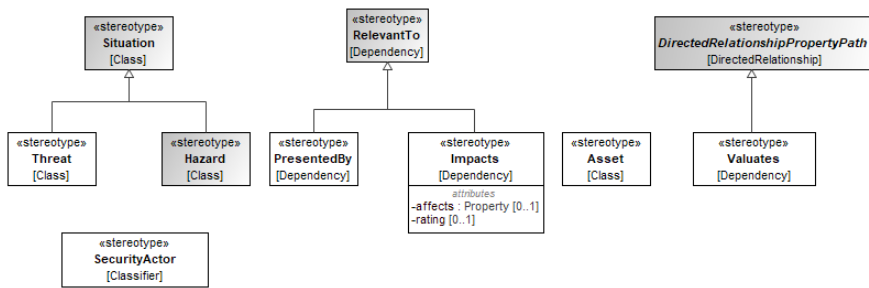 «stereotype»
Situation
[Class]
«stereotype»
RelevantTo
[Dependency]
«stereotype»
DirectedRelationshipPropertyPath
[DirectedRelationship]
«stereotype»
Threat
[Class]
«stereotype»
Hazard
[Class]
«stereotype»
PresentedBy
[Dependency]
«stereotype»
Impacts
[Dependency]
attributes
-affects : Property [0..1]
-rating [0..1]
«stereotype»
Asset
[Class]
«stereotype»
Valuates
[Dependency]
«stereotype»
SecurityActor
[Classifier]